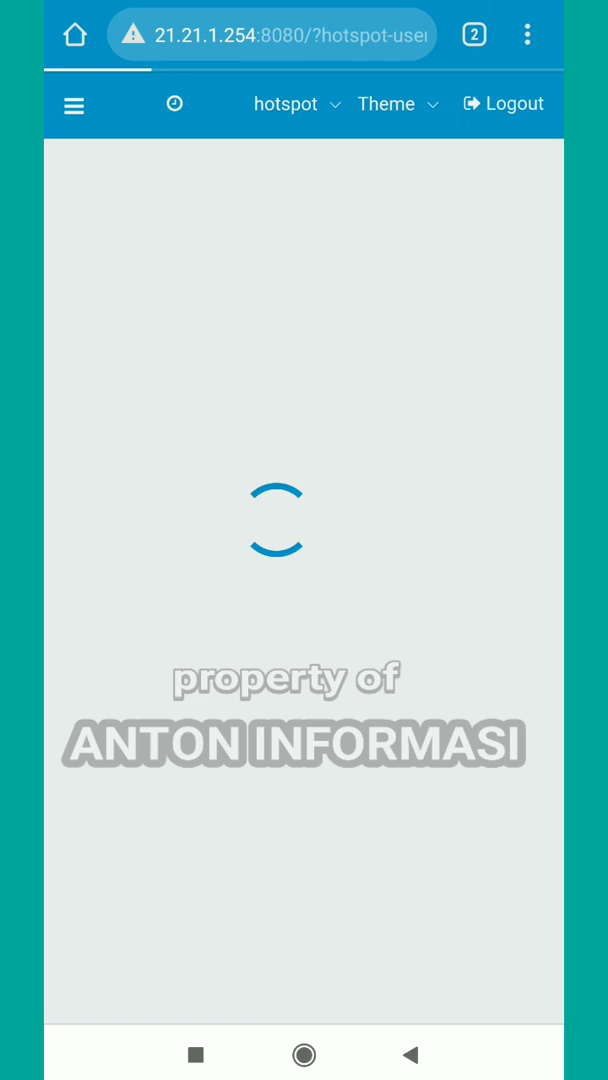 21.21.1.254:8080/?hotspot-user
2
hotspot Theme Logout
property of
ANTON INFORMASI